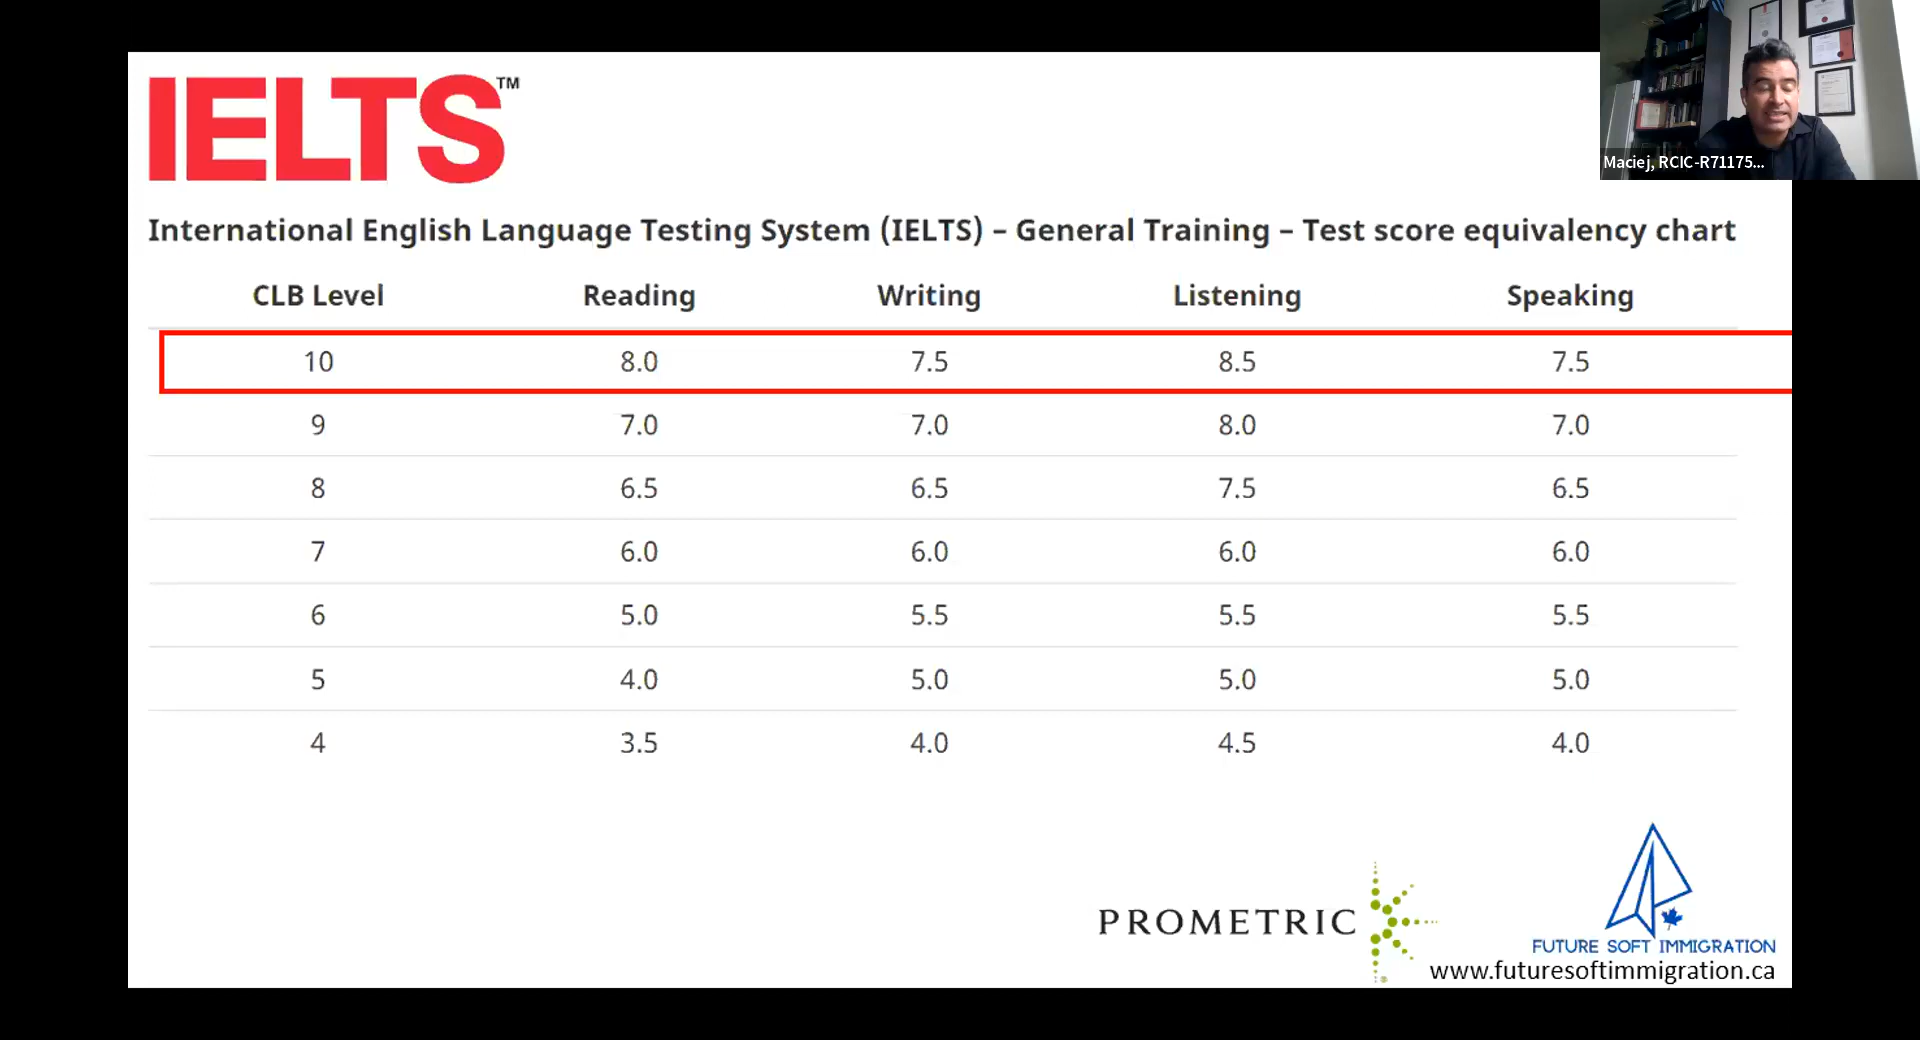 IELTS™
Maciej, RCIC-R71175...
International English Language Testing System (IELTS) – General Training – Test score equivalency chart
CLB Level Reading Writing Listening Speaking
10 8.0 7.5 8.5 7.5
9 7.0 7.0 8.0 7.0
8 6.5 6.5 7.5 6.5
7 6.0 6.0 6.0 6.0
6 5.0 5.5 5.5 5.5
5 4.0 5.0 5.0 5.0
4 3.5 4.0 4.5 4.0
PROMETRIC
FUTURE SOFT IMMIGRATION
www.futuresoftimmigration.ca